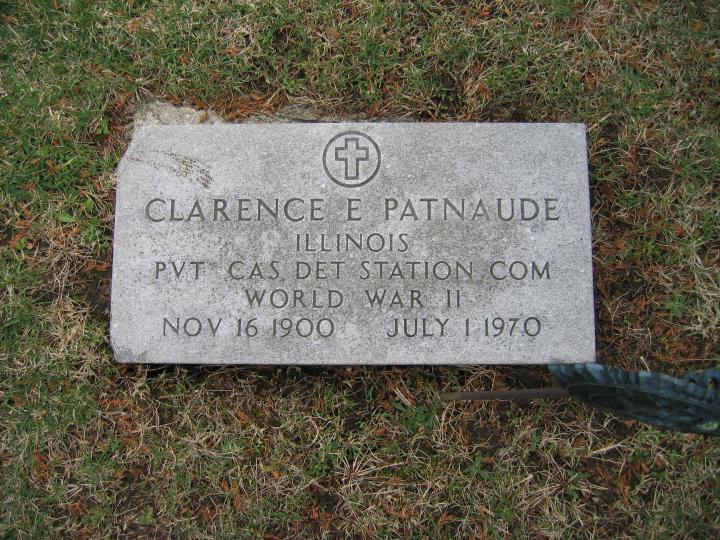 CLARENCE E PATNAUDE
ILLINOIS
PVT CAS DET STATION COM
WORLD WAR II
NOV 16 1900 JULY 1 1970